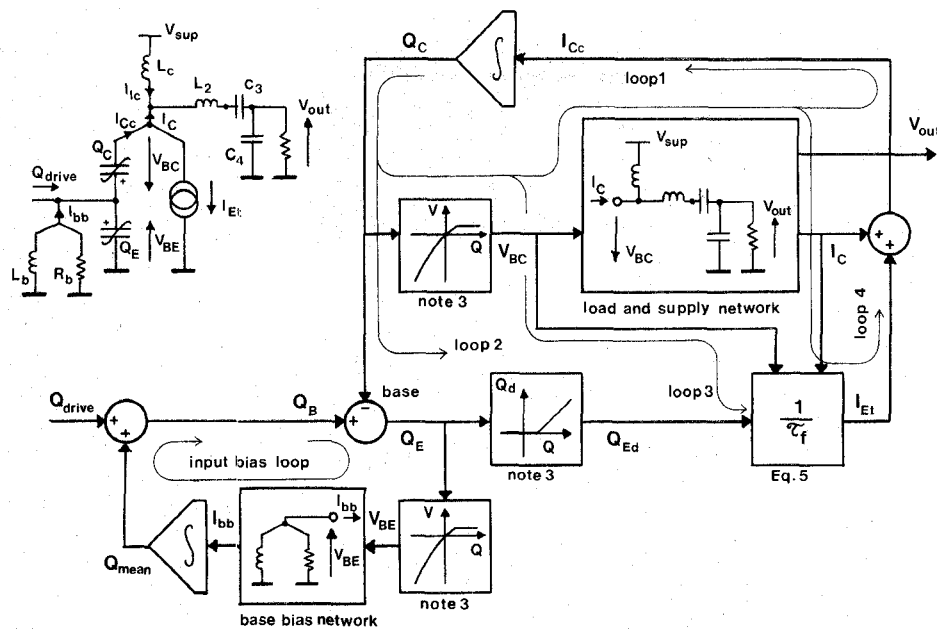 V_sup
L_c
I_lc
L_2
C_3
C_4
V_out
I_Cc
I_C
Q_C
V_BC
I_Et
Q_drive
I_bb
Q_E
V_BE
L_b
R_b
Q_C
∫
I_Cc
loop1
V_out
V_sup
I_C
V_BC
V_out
load and supply network
V
Q
note 3
V_BC
I_C
+
+
loop 4
loop2
loop3
Q_drive
+
+
Q_B
base
+
-
Q_E
Q_d
Q
note 3
Q_Ed
1
τ_f
Eq. 5
I_Et
input bias loop
Q_mean
∫
I_bb
I_bb
V_BE
base bias network
V_BE
V
Q
note 3